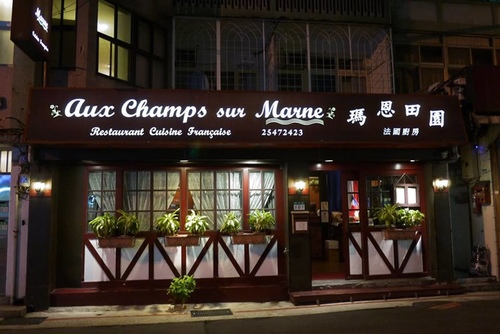 Aux Champs sur Marne
瑪恩田園
Restaurant Cuisine Française
25472423
法國廚房